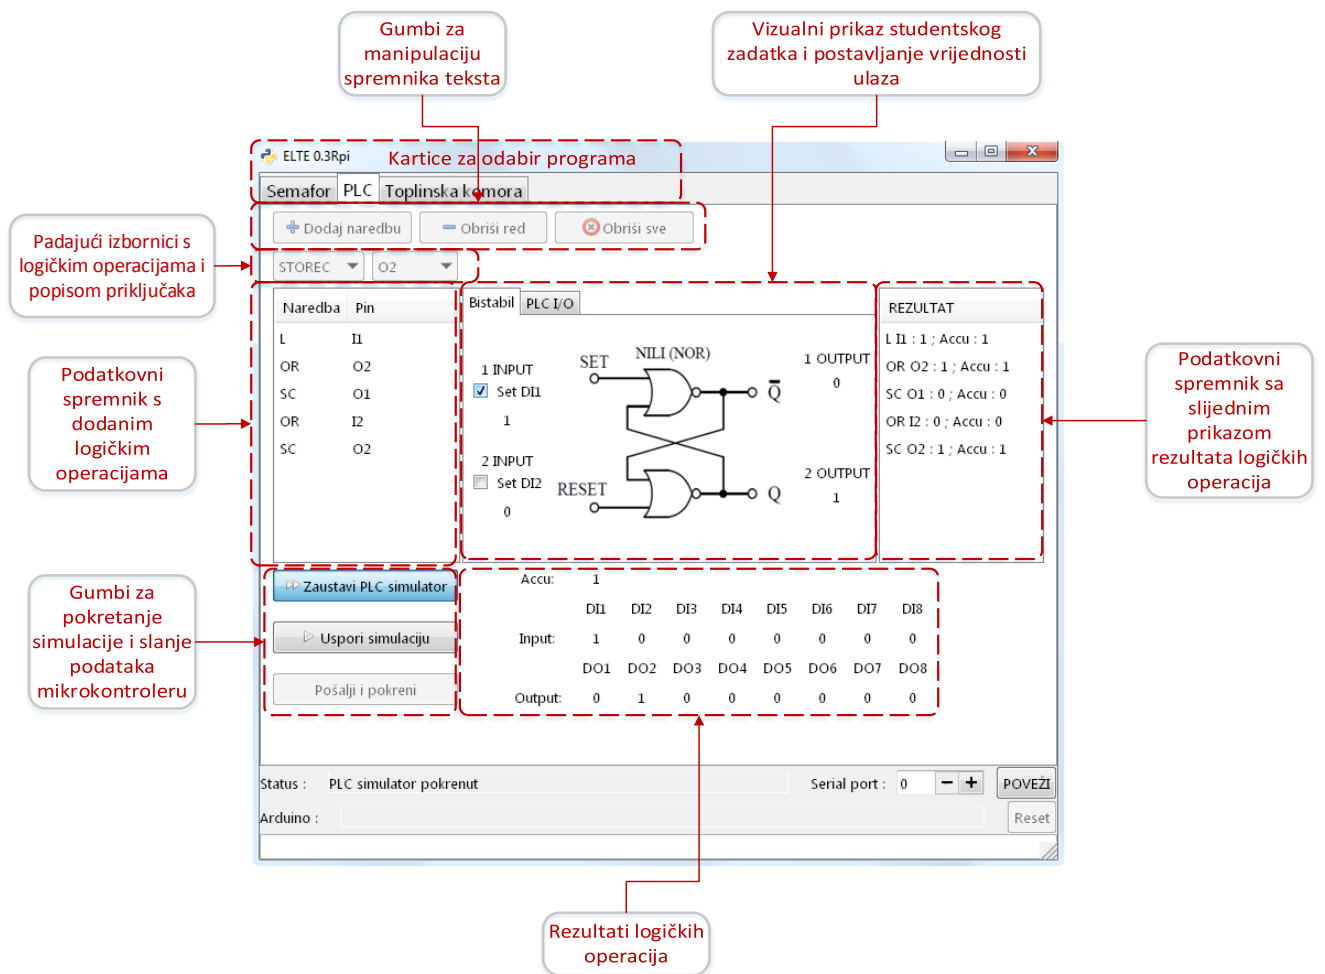 Gumbi za
manipulaciju
spremnika teksta
Vizualni prikaz studentskog
zadatka i postavljanje vrijednosti
ulaza
ELTE 0.3Rpi
Kartice za odabir programa
Semafor PLC Toplinska komora
Dodaj naredbu Obriši red Obriši sve
Padajući izbornici s
logičkim operacijama i
popisom priključaka
STOREC O2
Naredba Pin
L I1
OR O2
SC O1
OR I2
SC O2
Bistabil PLC I/O
1 INPUT
Set DI1
1
2 INPUT
Set DI2
0
SET NILI (NOR)
Q
RESET Q
1 OUTPUT
0
2 OUTPUT
1
REZULTAT
L I1 : 1 ; Accu : 1
OR O2 : 1 ; Accu : 1
SC O1 : 0 ; Accu : 0
OR I2 : 0 ; Accu : 0
SC O2 : 1 ; Accu : 1
Podatkovni
spremnik s
dodanim
logičkim
operacijama
Podatkovni
spremnik sa
slijednim
prikazom
rezultata logičkih
operacija
Gumbi za
pokretanje
simulacije i slanje
podataka
mikrokontroleru
Zaustavi PLC simulator
Uspori simulaciju
Pošalji i pokreni
Accu: 1
DI1 DI2 DI3 DI4 DI5 DI6 DI7 DI8
Input: 1 0 0 0 0 0 0 0
DO1 DO2 DO3 DO4 DO5 DO6 DO7 DO8
Output: 0 1 0 0 0 0 0 0
Status : PLC simulator pokrenut Serial port : 0 POVEŽI
Arduino : Reset
Rezultati logičkih
operacija